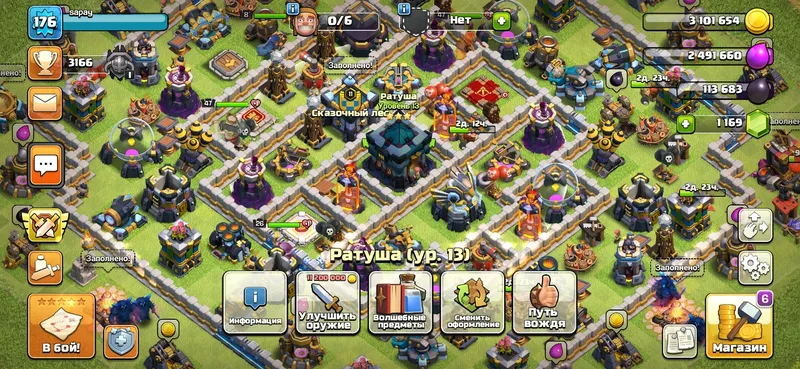 176
sapay
0/6
Нет
3 101 654
3166
2 491 660
Заполнено!
Ратуша
Уровень 13
2д. 23ч.
113 683
47
Сказочный лес
2д. 12ч.
1 169
2д. 23ч.
26
Заполнено!
Ратуша (ур. 13)
Заполнено!
11 200 000
Информация
Улучшить
оружие
Волшебные
предметы
Сменить
оформление
Путь
вождя
6
В бой!
Магазин